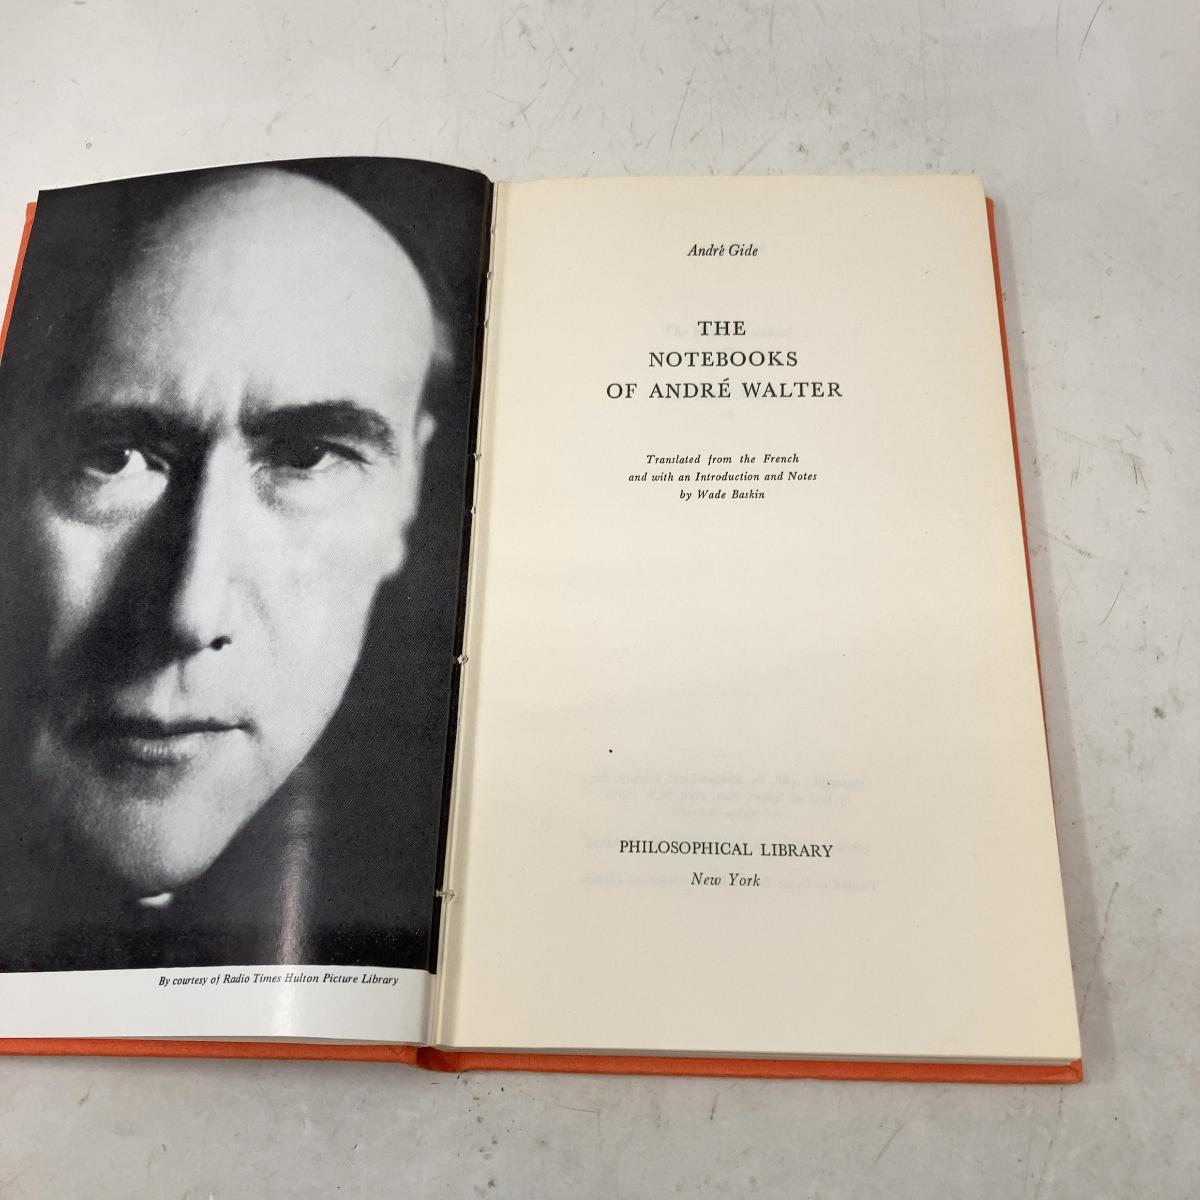 By courtesy of Radio Times Hulton Picture Library
André Gide
THE
NOTEBOOKS
OF ANDRÉ WALTER
Translated from the French
and with an Introduction and Notes
by Wade Baskin
PHILOSOPHICAL LIBRARY
New York